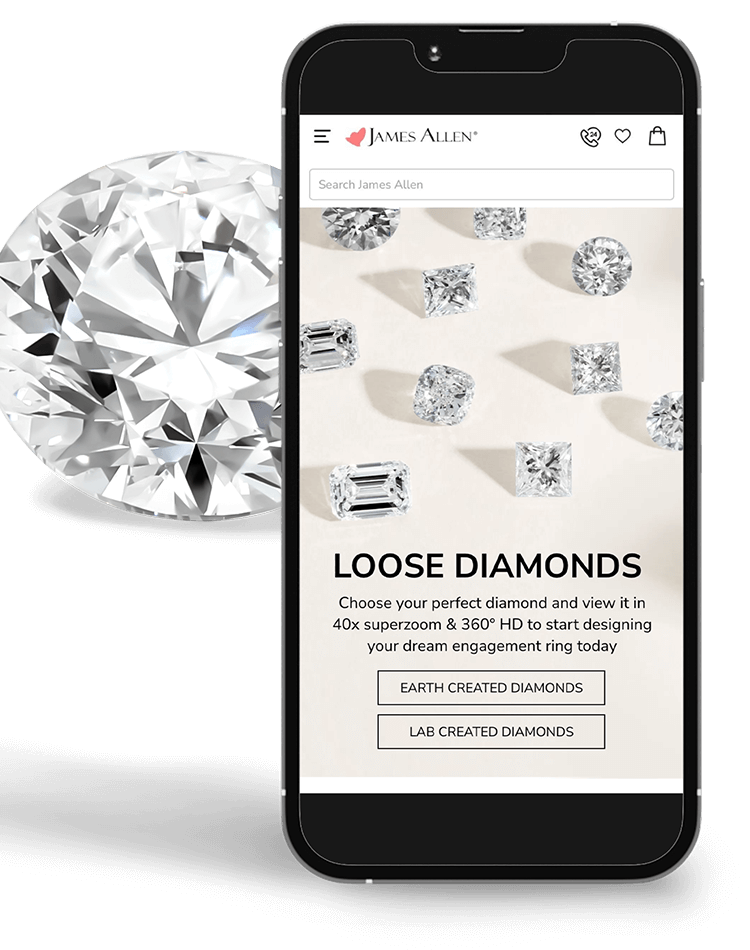 24
JAMES ALLEN®
Search James Allen
LOOSE DIAMONDS
Choose your perfect diamond and view it in
40x superzoom & 360° HD to start designing
your dream engagement ring today
EARTH CREATED DIAMONDS
LAB CREATED DIAMONDS